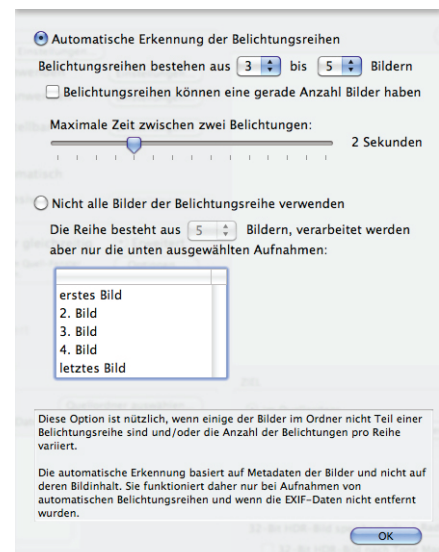 Automatische Erkennung der Belichtungsreihen
Belichtungsreihen bestehen aus 3 bis 5 Bildern
Belichtungsreihen können eine gerade Anzahl Bilder haben
Maximale Zeit zwischen zwei Belichtungen:
2 Sekunden
Nicht alle Bilder der Belichtungsreihe verwenden
Die Reihe besteht aus 5 Bildern, verarbeitet werden
aber nur die unten ausgewählten Aufnahmen:
erstes Bild
2. Bild
3. Bild
4. Bild
letztes Bild
Diese Option ist nützlich, wenn einige der Bilder im Ordner nicht Teil einer
Belichtungsreihe sind und/oder die Anzahl der Belichtungen pro Reihe
variiert.
Die automatische Erkennung basiert auf Metadaten der Bilder und nicht auf
deren Bildinhalt. Sie funktioniert daher nur bei Aufnahmen von
automatischen Belichtungsreihen und wenn die EXIF-Daten nicht entfernt
wurden.
OK